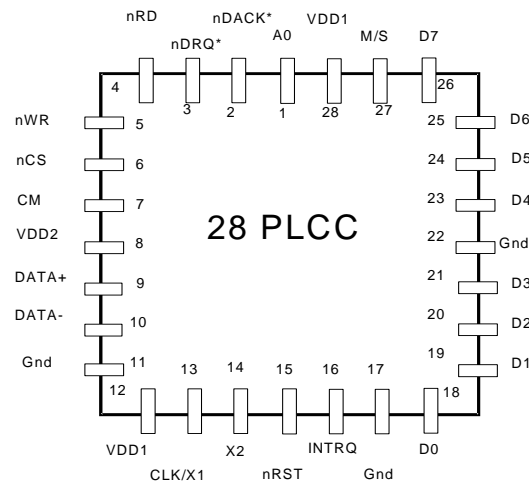 nRD nDRQ* nDACK* A0 VDD1 M/S D7
4 3 2 1 28 27 26
nWR 5
nCS 6
CM 7
VDD2 8
DATA+ 9
DATA- 10
Gnd 11
28 PLCC
25 D6
24 D5
23 D4
22 Gnd
21 D3
20 D2
19 D1
12 13 14 15 16 17 18
VDD1 CLK/X1 X2 nRST INTRQ Gnd D0